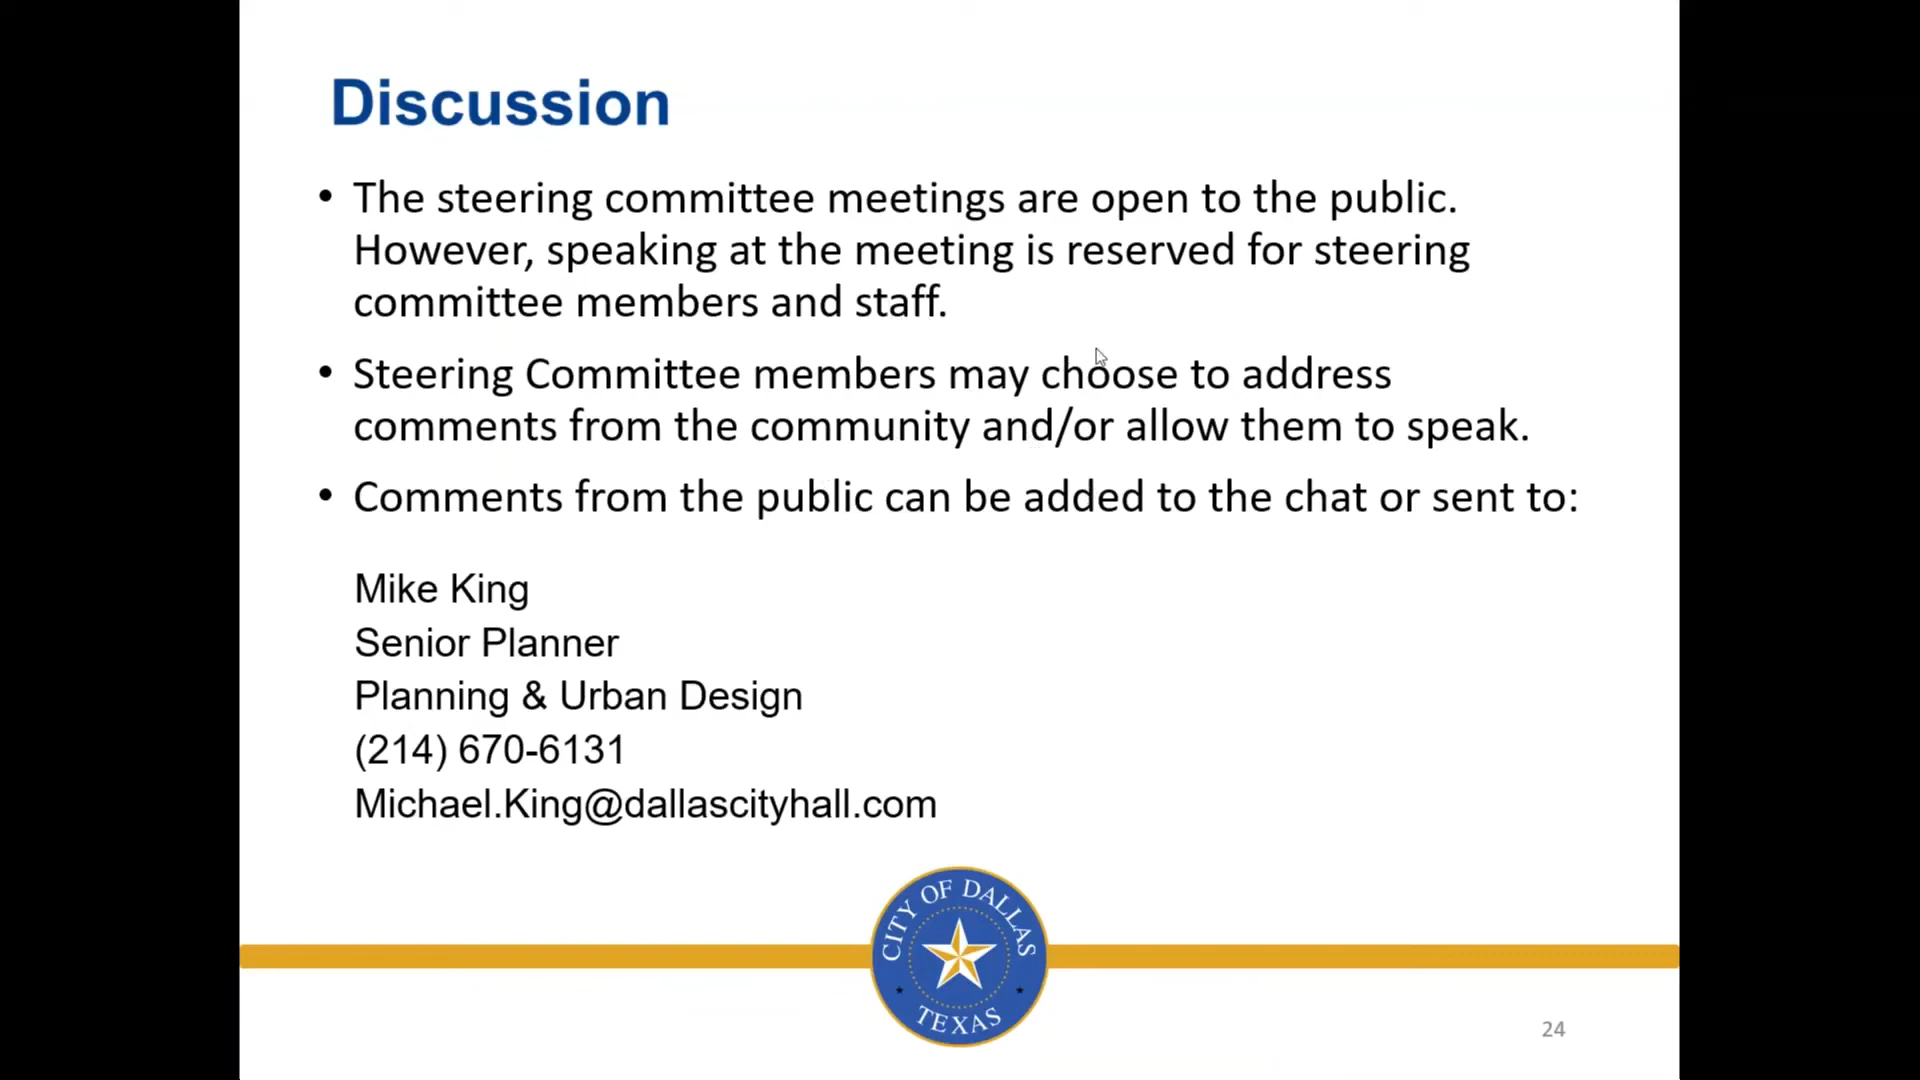 Discussion
• The steering committee meetings are open to the public.
However, speaking at the meeting is reserved for steering
committee members and staff.
• Steering Committee members may choose to address
comments from the community and/or allow them to speak.
• Comments from the public can be added to the chat or sent to:
Mike King
Senior Planner
Planning & Urban Design
(214) 670-6131
Michael.King@dallascityhall.com
CITY OF DALLAS
TEXAS
24